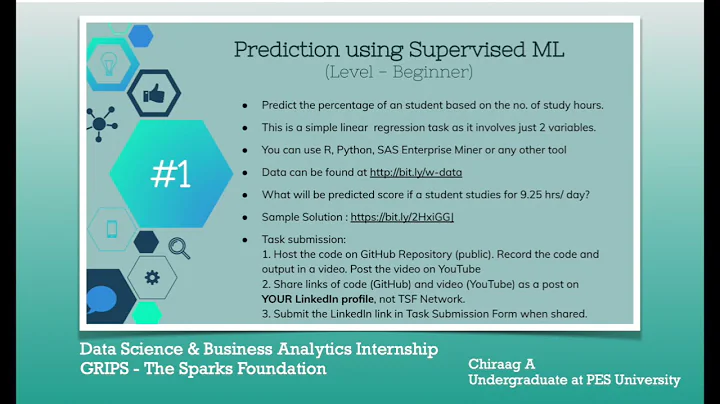 Prediction using Supervised ML
(Level - Beginner)
#1
● Predict the percentage of an student based on the no. of study hours.
● This is a simple linear regression task as it involves just 2 variables.
● You can use R, Python, SAS Enterprise Miner or any other tool
● Data can be found at http://bit.ly/w-data
● What will be predicted score if a student studies for 9.25 hrs/ day?
● Sample Solution : https://bit.ly/2HxiGGJ
● Task submission:
1. Host the code on GitHub Repository (public). Record the code and
output in a video. Post the video on YouTube
2. Share links of code (GitHub) and video (YouTube) as a post on
YOUR LinkedIn profile, not TSF Network.
3. Submit the LinkedIn link in Task Submission Form when shared.
Data Science & Business Analytics Internship
GRIPS - The Sparks Foundation
Chiraag A
Undergraduate at PES University